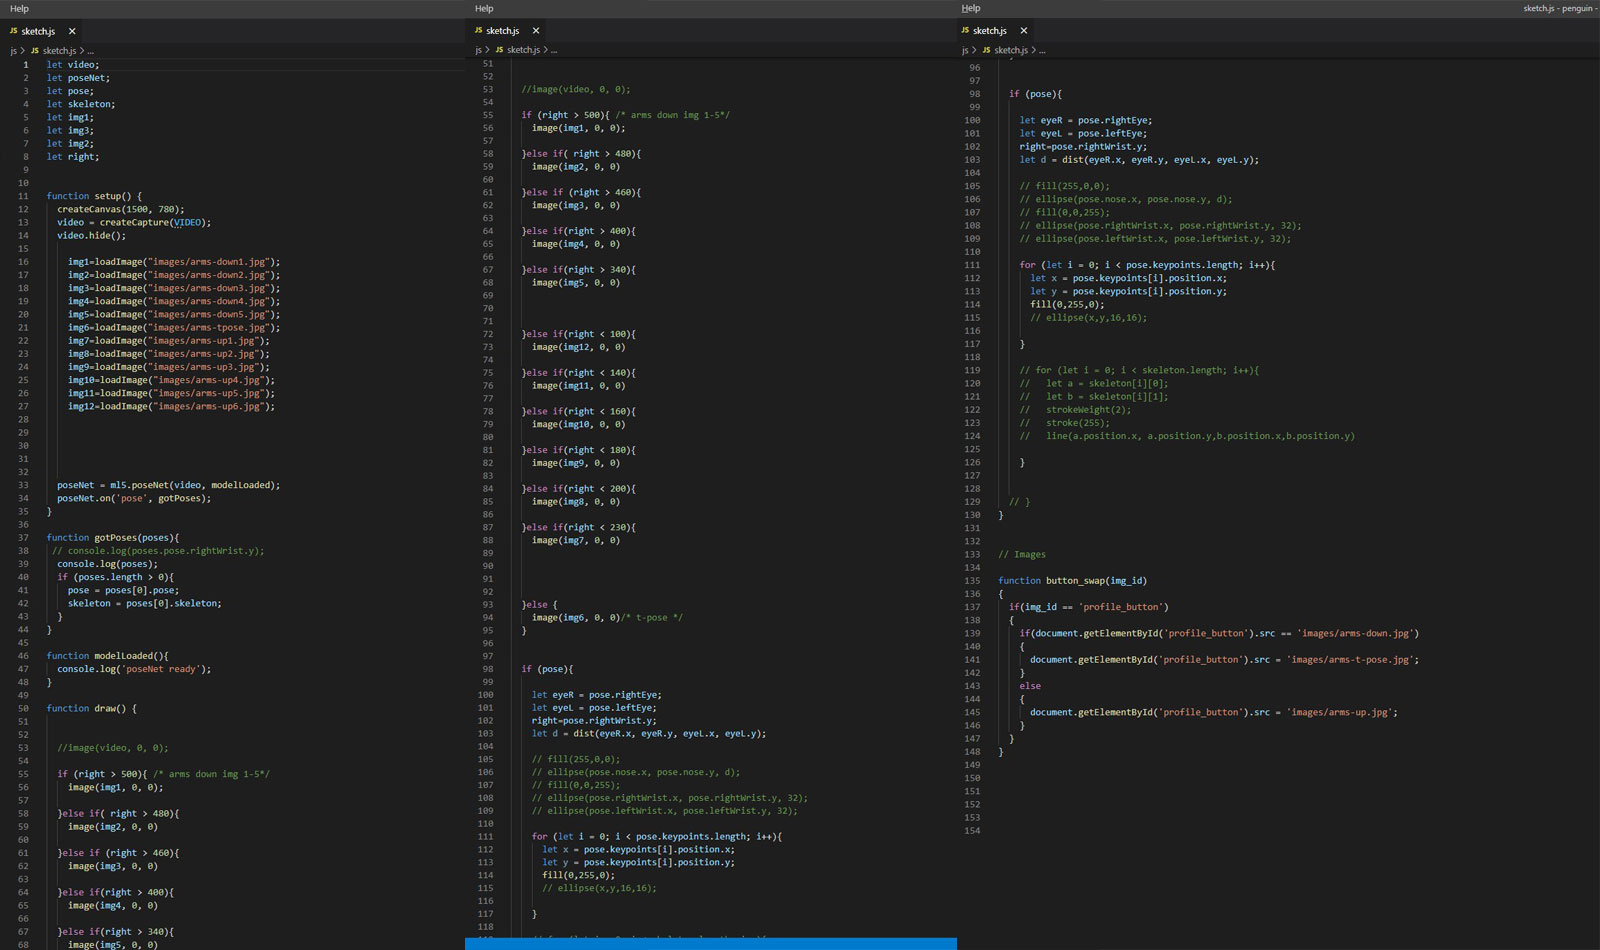 Help
JS sketch.js ×
js > JS sketch.js > ...
1 let video;
2 let poseNet;
3 let pose;
4 let skeleton;
5 let img1;
6 let img3;
7 let img2;
8 let right;
9
10
11 function setup() {
12 createCanvas(1500, 780);
13 video = createCapture(VIDEO);
14 video.hide();
15
16 img1=loadImage("images/arms-down1.jpg");
17 img2=loadImage("images/arms-down2.jpg");
18 img3=loadImage("images/arms-down3.jpg");
19 img4=loadImage("images/arms-down4.jpg");
20 img5=loadImage("images/arms-down5.jpg");
21 img6=loadImage("images/arms-tpose.jpg");
22 img7=loadImage("images/arms-up1.jpg");
23 img8=loadImage("images/arms-up2.jpg");
24 img9=loadImage("images/arms-up3.jpg");
25 img10=loadImage("images/arms-up4.jpg");
26 img11=loadImage("images/arms-up5.jpg");
27 img12=loadImage("images/arms-up6.jpg");
28
29
30
31
32
33 poseNet = ml5.poseNet(video, modelLoaded);
34 poseNet.on('pose', gotPoses);
35 }
36
37 function gotPoses(poses){
38 // console.log(poses.pose.rightWrist.y);
39 console.log(poses);
40 if (poses.length > 0){
41 pose = poses[0].pose;
42 skeleton = poses[0].skeleton;
43 }
44 }
45
46 function modelLoaded(){
47 console.log('poseNet ready');
48 }
49
50 function draw() {
51
52
53 //image(video, 0, 0);
54
55 if (right > 500){ /* arms down img 1-5*/
56 image(img1, 0, 0);
57
58 }else if( right > 480){
59 image(img2, 0, 0)
60
61 }else if (right > 460){
62 image(img3, 0, 0)
63
64 }else if(right > 400){
65 image(img4, 0, 0)
66
67 }else if(right > 340){
68 image(img5, 0, 0)
Help
JS sketch.js ×
js > JS sketch.js > ...
51
52
53 //image(video, 0, 0);
54
55 if (right > 500){ /* arms down img 1-5*/
56 image(img1, 0, 0);
57
58 }else if( right > 480){
59 image(img2, 0, 0)
60
61 }else if (right > 460){
62 image(img3, 0, 0)
63
64 }else if(right > 400){
65 image(img4, 0, 0)
66
67 }else if(right > 340){
68 image(img5, 0, 0)
69
70
71
72 }else if(right < 100){
73 image(img12, 0, 0)
74
75 }else if(right < 140){
76 image(img11, 0, 0)
77
78 }else if(right < 160){
79 image(img10, 0, 0)
80
81 }else if(right < 180){
82 image(img9, 0, 0)
83
84 }else if(right < 200){
85 image(img8, 0, 0)
86
87 }else if(right < 230){
88 image(img7, 0, 0)
89
90
91
92
93 }else {
94 image(img6, 0, 0)/* t-pose */
95 }
96
97
98 if (pose){
99
100 let eyeR = pose.rightEye;
101 let eyeL = pose.leftEye;
102 right=pose.rightWrist.y;
103 let d = dist(eyeR.x, eyeR.y, eyeL.x, eyeL.y);
104
105 // fill(255,0,0);
106 // ellipse(pose.nose.x, pose.nose.y, d);
107 // fill(0,0,255);
108 // ellipse(pose.rightWrist.x, pose.rightWrist.y, 32);
109 // ellipse(pose.leftWrist.x, pose.leftWrist.y, 32);
110
111 for (let i = 0; i < pose.keypoints.length; i++){
112 let x = pose.keypoints[i].position.x;
113 let y = pose.keypoints[i].position.y;
114 fill(0,255,0);
115 // ellipse(x,y,16,16);
116
117 }
118
Help
sketch.js - penguin -
JS sketch.js ×
js > JS sketch.js > ...
96
97
98 if (pose){
99
100 let eyeR = pose.rightEye;
101 let eyeL = pose.leftEye;
102 right=pose.rightWrist.y;
103 let d = dist(eyeR.x, eyeR.y, eyeL.x, eyeL.y);
104
105 // fill(255,0,0);
106 // ellipse(pose.nose.x, pose.nose.y, d);
107 // fill(0,0,255);
108 // ellipse(pose.rightWrist.x, pose.rightWrist.y, 32);
109 // ellipse(pose.leftWrist.x, pose.leftWrist.y, 32);
110
111 for (let i = 0; i < pose.keypoints.length; i++){
112 let x = pose.keypoints[i].position.x;
113 let y = pose.keypoints[i].position.y;
114 fill(0,255,0);
115 // ellipse(x,y,16,16);
116
117 }
118
119 // for (let i = 0; i < skeleton.length; i++){
120 // let a = skeleton[i][0];
121 // let b = skeleton[i][1];
122 // strokeWeight(2);
123 // stroke(255);
124 // line(a.position.x, a.position.y,b.position.x,b.position.y)
125
126 }
127
128
129 // }
130 }
131
132
133 // Images
134
135 function button_swap(img_id)
136 {
137 if(img_id == 'profile_button')
138 {
139 if(document.getElementById('profile_button').src == 'images/arms-down.jpg')
140 {
141 document.getElementById('profile_button').src = 'images/arms-t-pose.jpg';
142 }
143 else
144 {
145 document.getElementById('profile_button').src = 'images/arms-up.jpg';
146 }
147 }
148 }
149
150
151
152
153
154